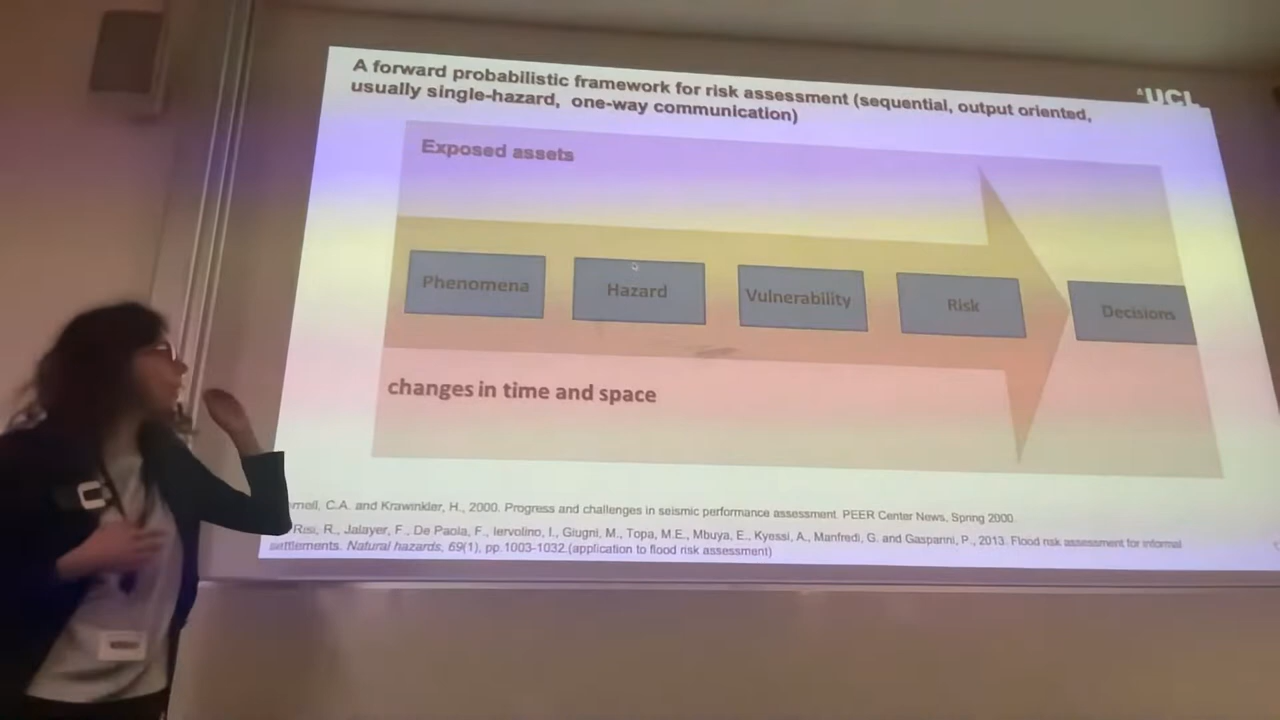 A forward probabilistic framework for risk assessment (sequential, output oriented,
usually single-hazard, one-way communication)
UCL
Exposed assets
Phenomena
Hazard
Vulnerability
Risk
Decisions
changes in time and space
C.A. and Krawinkler, H., 2000. Progress and challenges in seismic performance assessment. PEER Center News, Spring 2000.
Risi, R., Jalayer, F., De Paola, F., Iervolino, I., Giugni, M., Topa, M.E., Mbuya, E., Kyessi, A., Manfredi, G. and Gasparini, P., 2013. Flood risk assessment for informal
settlements. Natural hazards, 69(1), pp.1003-1032.(application to flood risk assessment)